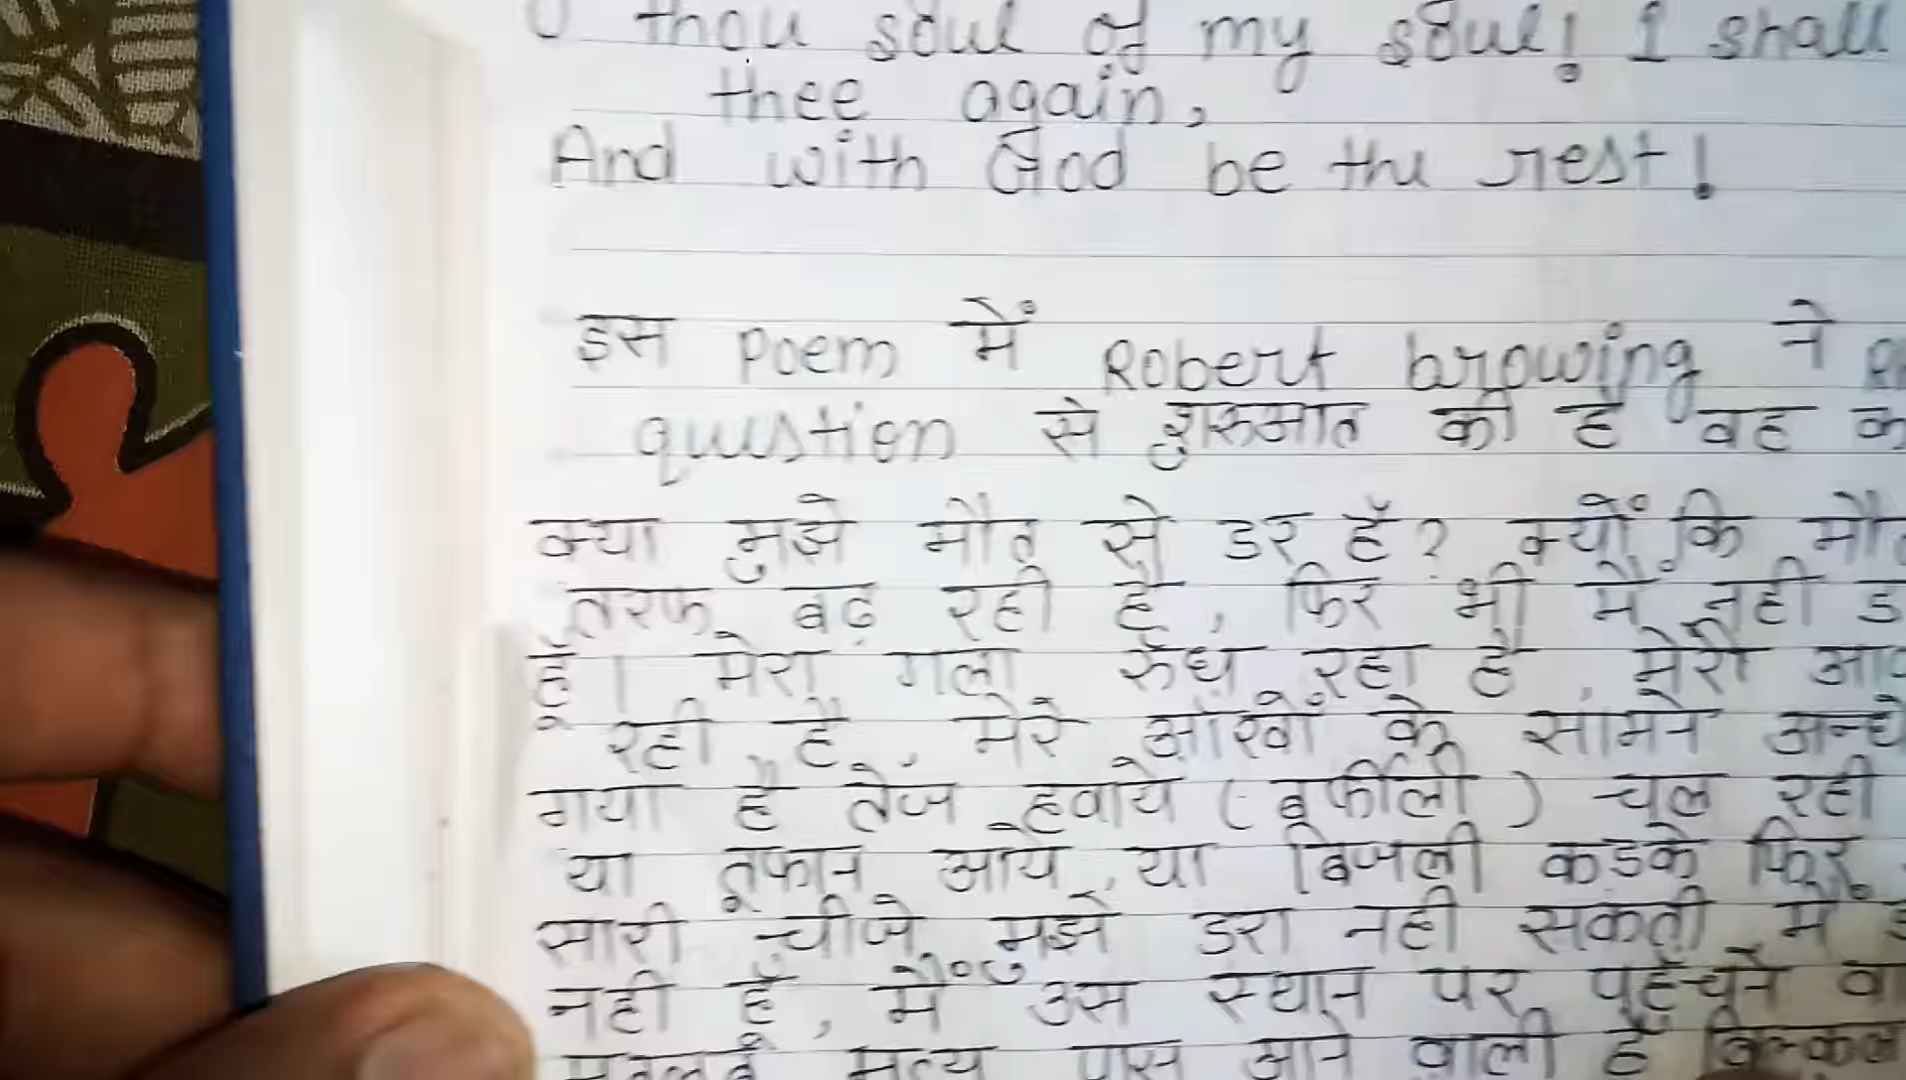 O thou soul of my soul! I shall
thee again,
And with God be the rest!
इस Poem में Robert browing ने
question से शुरूआत की है वह
क्या मुझे मौत से डर है? क्यों कि
तरफ बढ़ रही है, फिर भी मैं नही
हूँ। मेरा गला रुँध रहा है, मेरी
रही है, मेरे आंखों के सामने
गया है तेज हवाये (बर्फीली) चल रही
या तूफान आये, या बिजली कडके फिर
सारी चीजे मुझे डरा नही सकती मैं
नही हूँ, मैं उस स्थान पर पहुँचने
मृत्यु पास आने वाली है